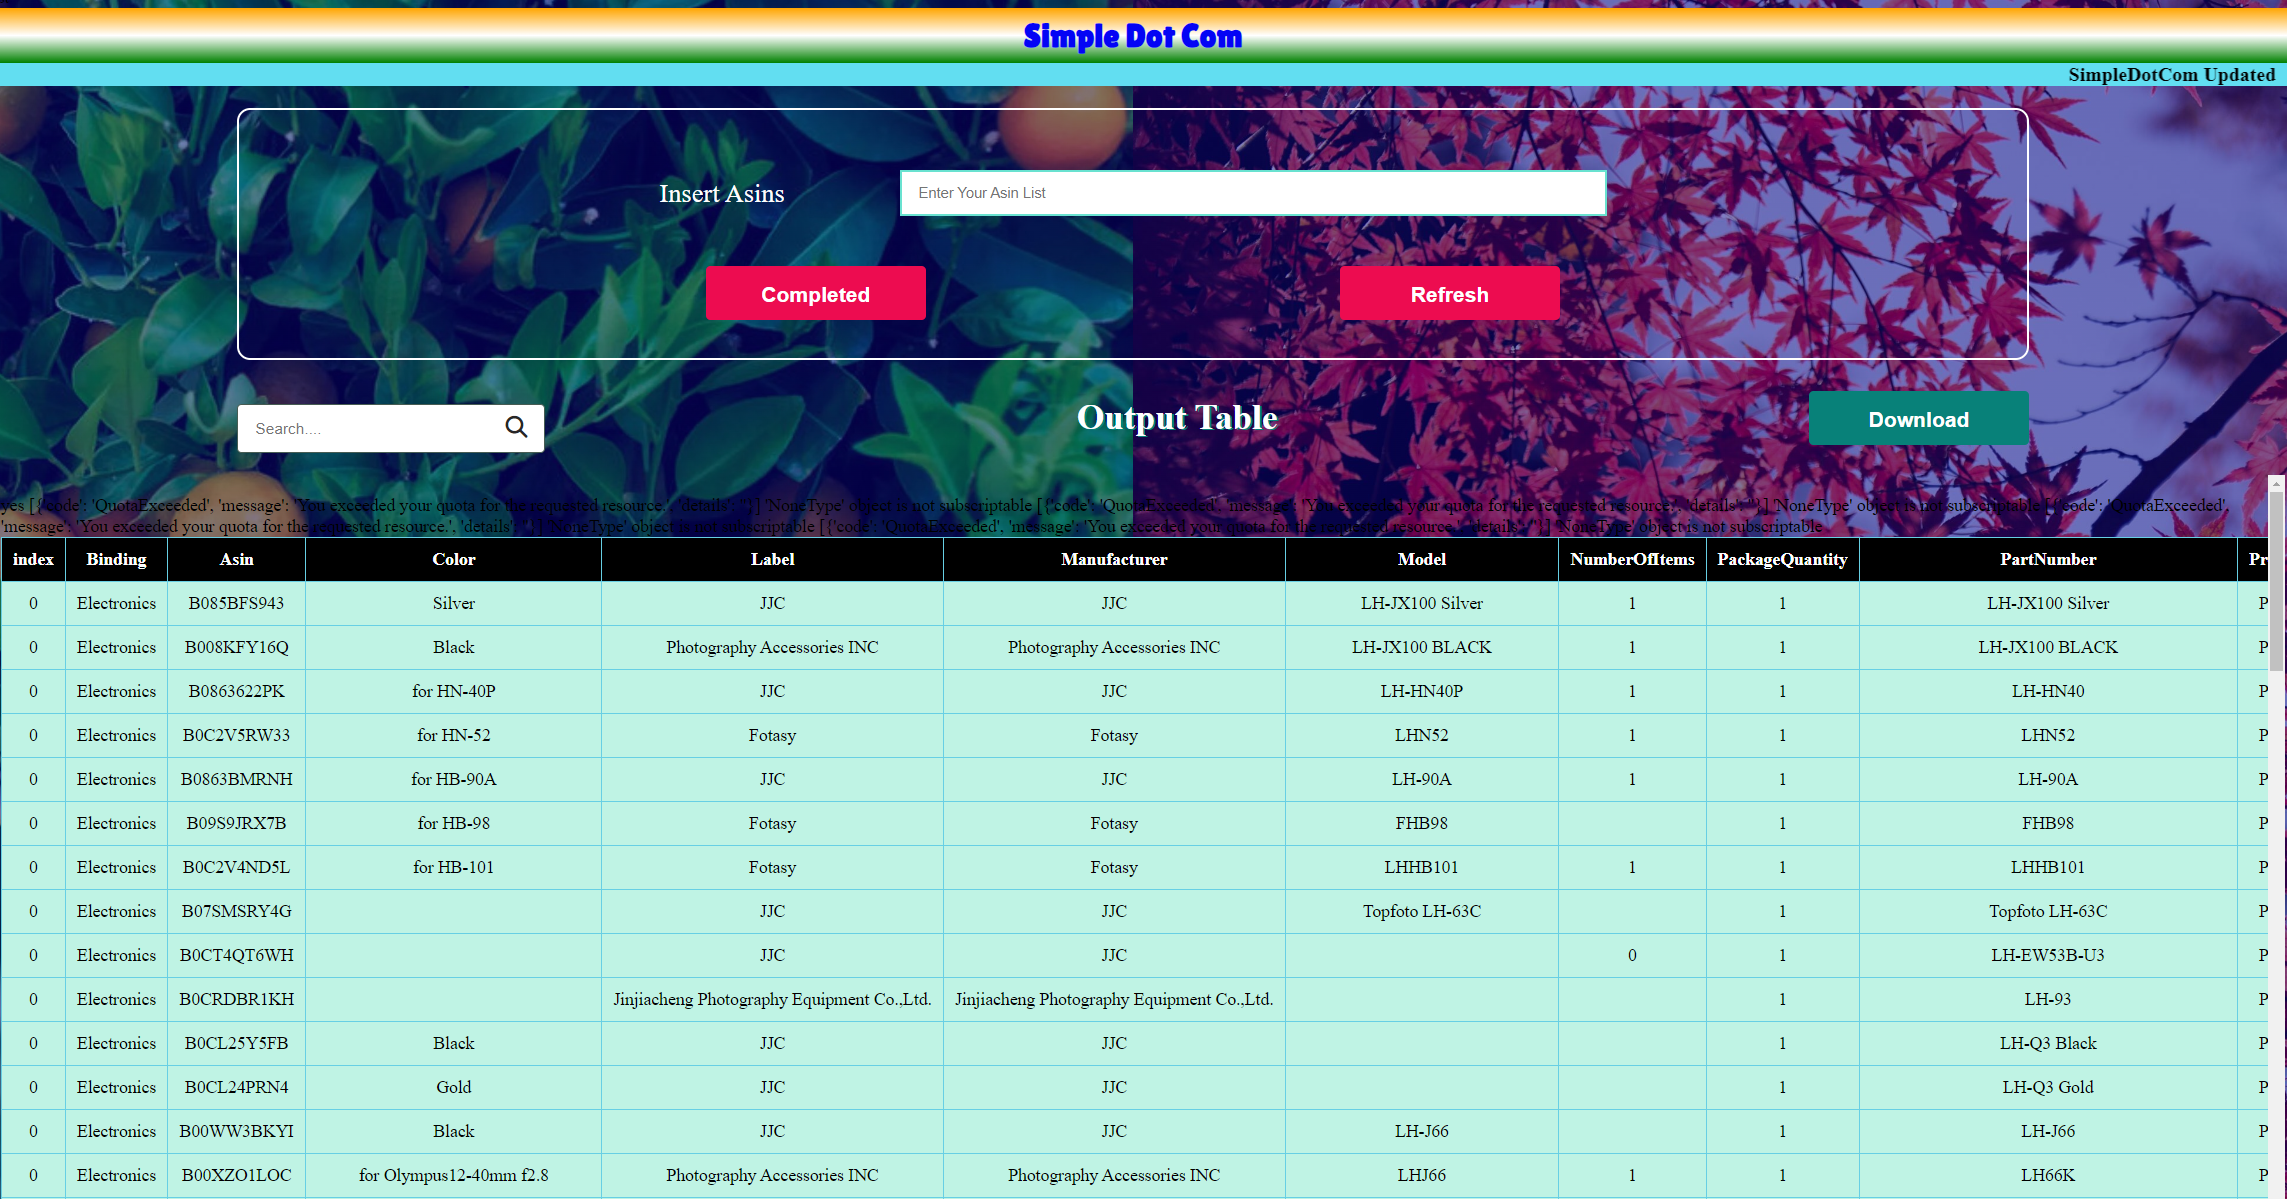 Simple Dot Com
SimpleDotCom Updated
Insert Asins
Enter Your Asin List
Completed
Refresh
Search....
Output Table
Download
yes [{'code': 'QuotaExceeded', 'message': 'You exceeded your quota for the requested resource.', 'details': ''}] 'NoneType' object is not subscriptable [{'code': 'QuotaExceeded', 'message': 'You exceeded your quota for the requested resource.', 'details': ''}] 'NoneType' object is not subscriptable [{'code': 'QuotaExceeded',
'message': 'You exceeded your quota for the requested resource.', 'details': ''}] 'NoneType' object is not subscriptable [{'code': 'QuotaExceeded', 'message': 'You exceeded your quota for the requested resource.', 'details': ''}] 'NoneType' object is not subscriptable
index Binding Asin Color Label Manufacturer Model NumberOfItems PackageQuantity PartNumber Pr
0 Electronics B085BFS943 Silver JJC JJC LH-JX100 Silver 1 1 LH-JX100 Silver P
0 Electronics B008KFY16Q Black Photography Accessories INC Photography Accessories INC LH-JX100 BLACK 1 1 LH-JX100 BLACK P
0 Electronics B0863622PK for HN-40P JJC JJC LH-HN40P 1 1 LH-HN40 P
0 Electronics B0C2V5RW33 for HN-52 Fotasy Fotasy LHN52 1 1 LHN52 P
0 Electronics B0863BMRNH for HB-90A JJC JJC LH-90A 1 1 LH-90A P
0 Electronics B09S9JRX7B for HB-98 Fotasy Fotasy FHB98 1 FHB98 P
0 Electronics B0C2V4ND5L for HB-101 Fotasy Fotasy LHHB101 1 1 LHHB101 P
0 Electronics B07SMSRY4G JJC JJC Topfoto LH-63C 1 Topfoto LH-63C P
0 Electronics B0CT4QT6WH JJC JJC 0 1 LH-EW53B-U3 P
0 Electronics B0CRDBR1KH Jinjiacheng Photography Equipment Co.,Ltd. Jinjiacheng Photography Equipment Co.,Ltd. 1 LH-93 P
0 Electronics B0CL25Y5FB Black JJC JJC 1 LH-Q3 Black P
0 Electronics B0CL24PRN4 Gold JJC JJC 1 LH-Q3 Gold P
0 Electronics B00WW3BKYI Black JJC JJC LH-J66 1 LH-J66 P
0 Electronics B00XZO1LOC for Olympus12-40mm f2.8 Photography Accessories INC Photography Accessories INC LHJ66 1 1 LH66K P